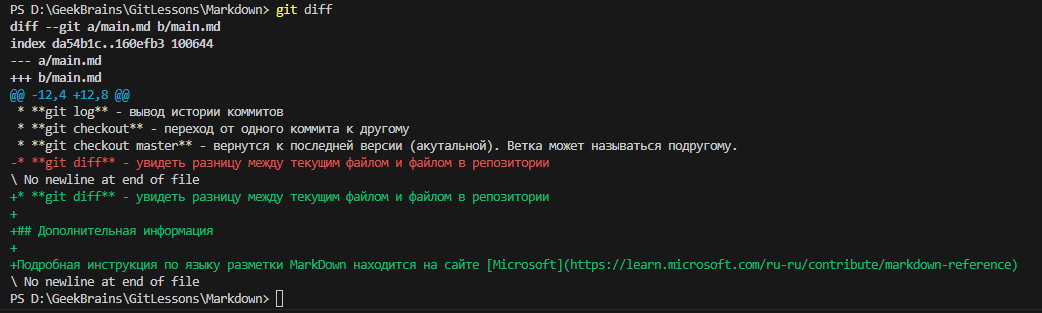 PS D:\GeekBrains\GitLessons\Markdown> git diff
diff --git a/main.md b/main.md
index da54b1c..160efb3 100644
--- a/main.md
+++ b/main.md
@@ -12,4 +12,8 @@
 * **git log** - вывод истории коммитов
 * **git checkout** - переход от одного коммита к другому
 * **git checkout master** - вернутся к последней версии (акутальной). Ветка может называться подругому.
-* **git diff** - увидеть разницу между текущим файлом и файлом в репозитории
\ No newline at end of file
+* **git diff** - увидеть разницу между текущим файлом и файлом в репозитории
+
+## Дополнительная информация
+
+Подробная инструкция по языку разметки MarkDown находится на сайте [Microsoft](https://learn.microsoft.com/ru-ru/contribute/markdown-reference)
\ No newline at end of file
PS D:\GeekBrains\GitLessons\Markdown>